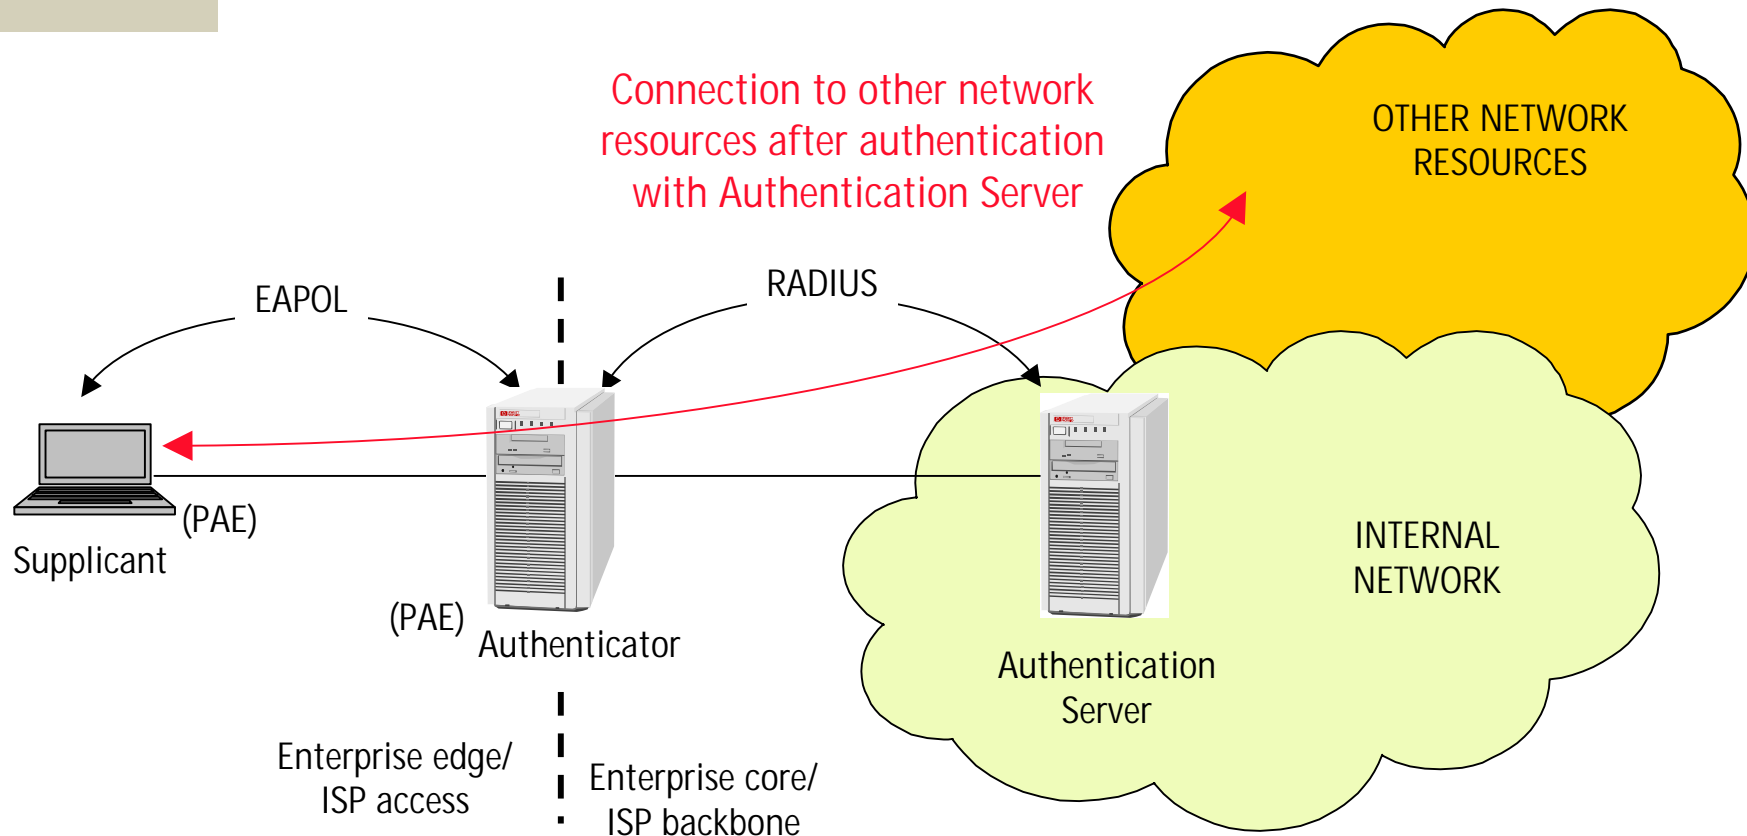 Connection to other network
resources after authentication
with Authentication Server
OTHER NETWORK
RESOURCES
EAPOL
RADIUS
(PAE)
Supplicant
(PAE)
Authenticator
INTERNAL
NETWORK
Authentication
Server
Enterprise edge/
ISP access
Enterprise core/
ISP backbone